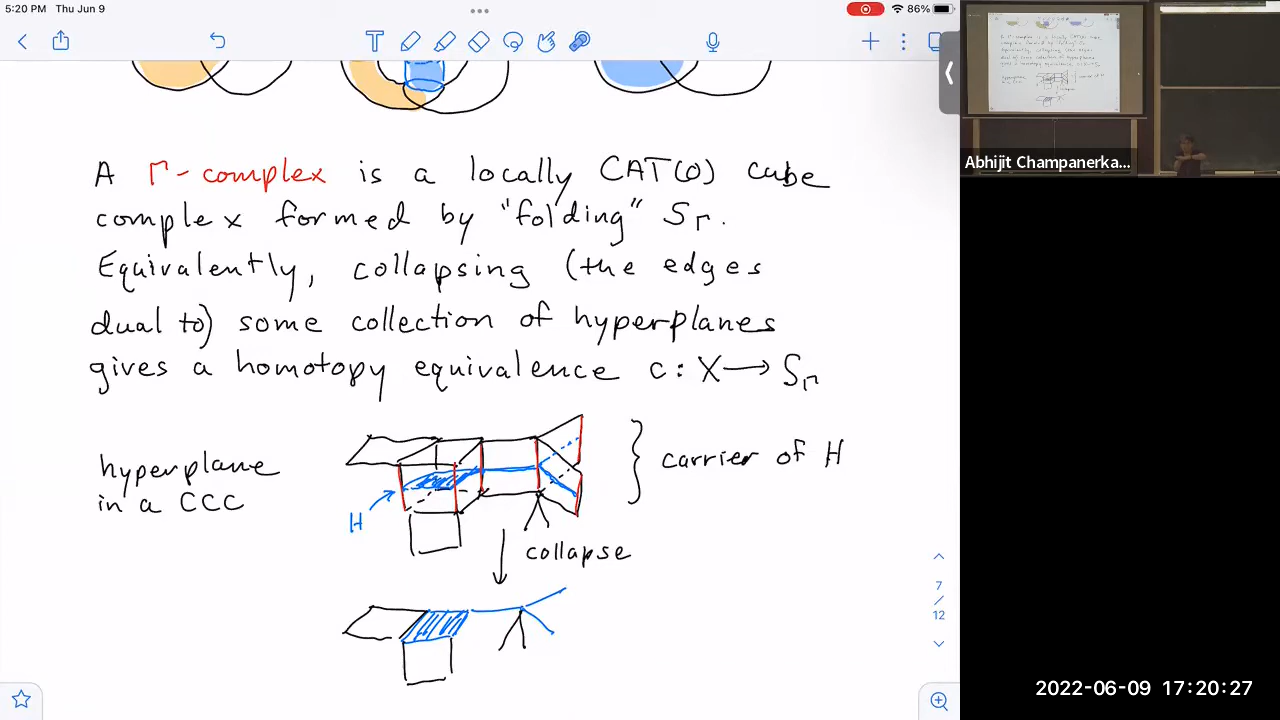 5:20 PM Thu Jun 9
86%
A Γ-complex is a locally CAT(0) cube
complex formed by "folding" SΓ.
Equivalently, collapsing (the edges
dual to) some collection of hyperplanes
gives a homotopy equivalence c: X → SΓ
hyperplane
in a CCC
H
} carrier of H
collapse
7
/
12
Abhijit Champanerka...
2022-06-09 17:20:27